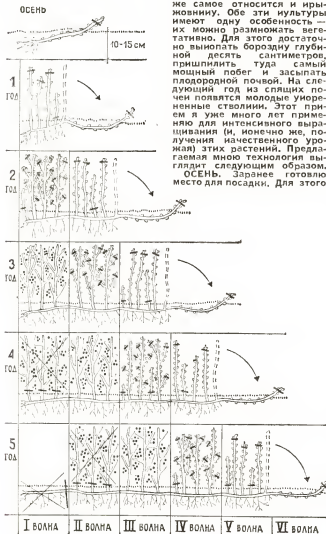 ОСЕНЬ
10-15 см
же самое относится и кры-
жовнику. Обе эти культуры
имеют одну особенность —
их можно размножать веге-
тативно. Для этого достаточ-
но выкопать бороздку глуби-
ной десять сантиметров,
пришпилить туда самый
мощный побег и засыпать
плодородной почвой. На сле-
дующий год из спящих по-
чек появятся молодые укоре-
ненные стволики. Этот при-
ем я уже много лет приме-
няю для интенсивного выра-
щивания (и, конечно же, по-
лучения качественного уро-
жая) этих растений. Предла-
гаемая мною технология вы-
глядит следующим образом.
ОСЕНЬ. Заранее готовлю
место для посадки. Для этого
1
ГОД
2
ГОД
3
ГОД
4
ГОД
5
ГОД
I ВОЛНА
II ВОЛНА
III ВОЛНА
IV ВОЛНА
V ВОЛНА
VI ВОЛНА